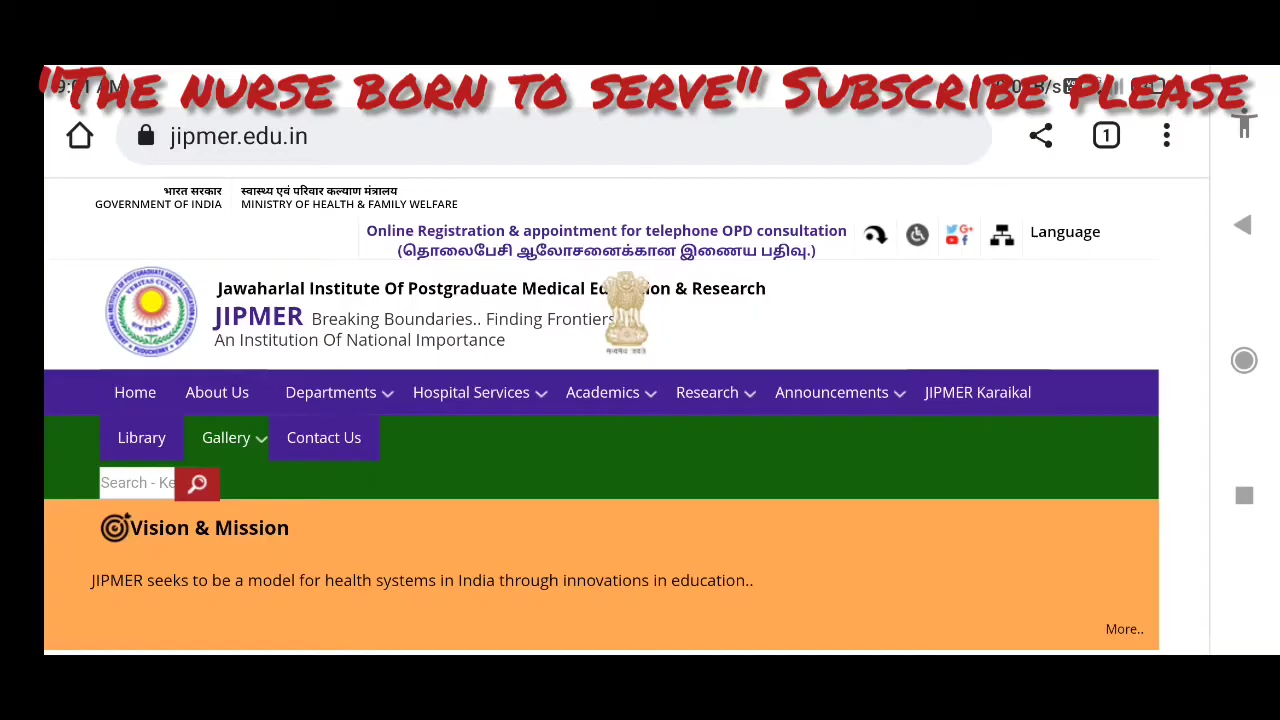 "The nurse born to serve" Subscribe please
jipmer.edu.in
1
भारत सरकार
GOVERNMENT OF INDIA
स्वास्थ्य एवं परिवार कल्याण मंत्रालय
MINISTRY OF HEALTH & FAMILY WELFARE
Online Registration & appointment for telephone OPD consultation
(தொலைபேசி ஆலோசனைக்கான இணைய பதிவு.)
Language
Jawaharlal Institute Of Postgraduate Medical & Research
JIPMER Breaking Boundaries.. Finding Frontiers
An Institution Of National Importance
Home About Us Departments Hospital Services Academics Research Announcements JIPMER Karaikal
Library Gallery Contact Us
Search - Ke
Vision & Mission
JIPMER seeks to be a model for health systems in India through innovations in education..
More..